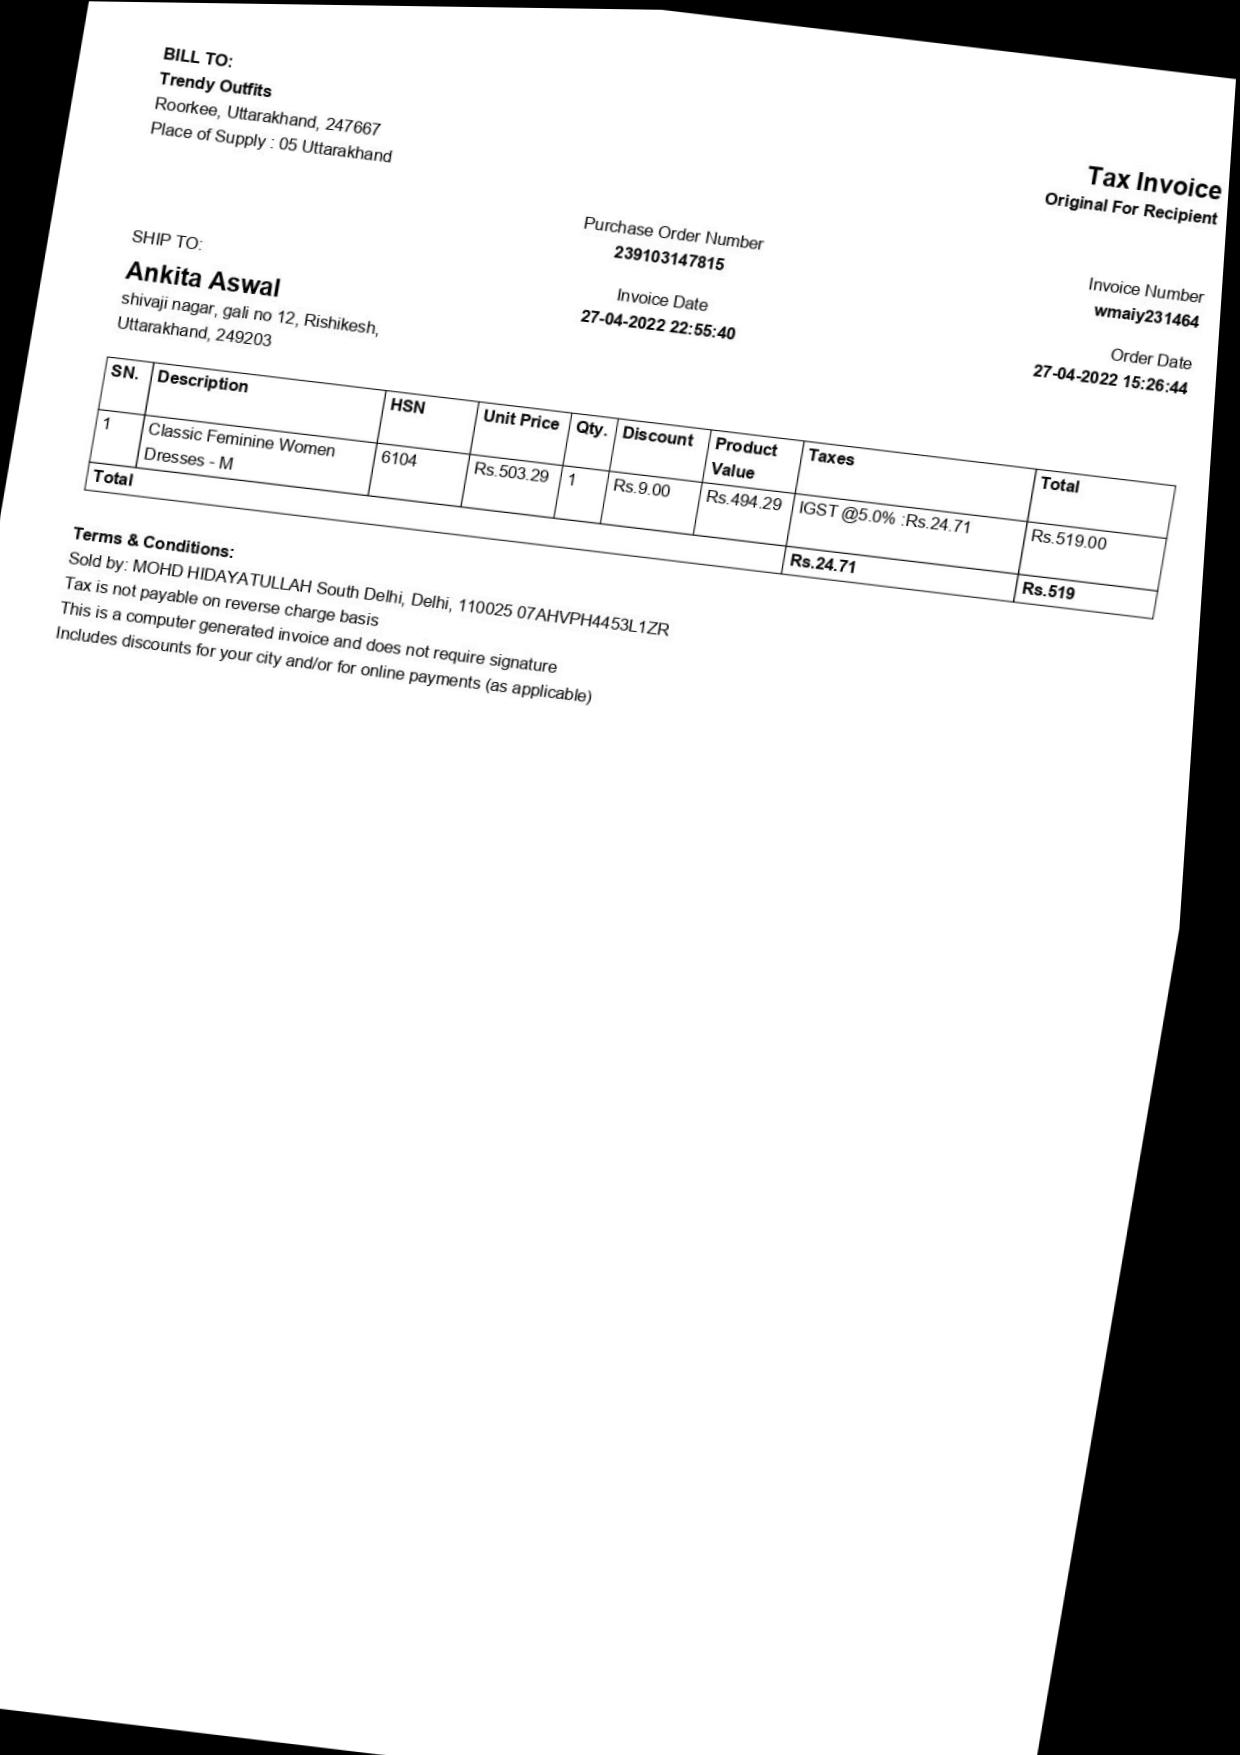 BILL TO:
Trendy Outfits
Roorkee, Uttarakhand, 247667
Place of Supply : 05 Uttarakhand
Tax Invoice
Original For Recipient
SHIP TO:
Ankita Aswal
shivaji nagar, gali no 12, Rishikesh,
Uttarakhand, 249203
Purchase Order Number
239103147815
Invoice Date
27-04-2022 22:55:40
Invoice Number
wmaiy231464
Order Date
27-04-2022 15:26:44
SN. Description HSN Unit Price Qty. Discount Product Value Taxes Total
1 Classic Feminine Women Dresses - M 6104 Rs.503.29 1 Rs.9.00 Rs.494.29 IGST @5.0% :Rs.24.71 Rs.519.00
Total Rs.24.71 Rs.519
Terms & Conditions:
Sold by: MOHD HIDAYATULLAH South Delhi, Delhi, 110025 07AHVPH4453L1ZR
Tax is not payable on reverse charge basis
This is a computer generated invoice and does not require signature
Includes discounts for your city and/or for online payments (as applicable)